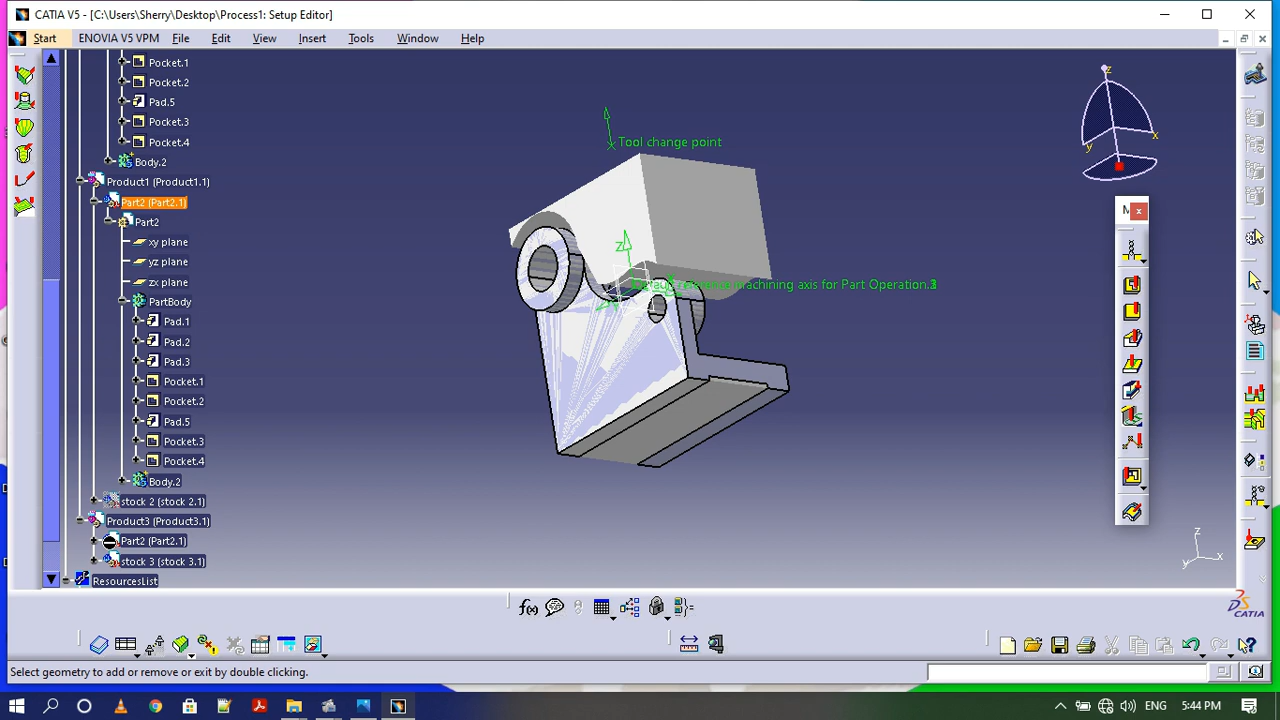 CATIA V5 - [C:\Users\Sherry\Desktop\Process1: Setup Editor]
Start ENOVIA V5 VPM File Edit View Insert Tools Window Help
Pocket.1
Pocket.2
Pad.5
Pocket.3
Pocket.4
Body.2
Product1 (Product1.1)
Part2 (Part2.1)
Part2
xy plane
yz plane
zx plane
PartBody
Pad.1
Pad.2
Pad.3
Pocket.1
Pocket.2
Pad.5
Pocket.3
Pocket.4
Body.2
stock 2 (stock 2.1)
Product3 (Product3.1)
Part2 (Part2.1)
stock 3 (stock 3.1)
ResourcesList
Tool change point
Z
reference machining axis for Part Operation.
z
x
y
M
x
z
x
y
f(x)
CATIA
Select geometry to add or remove or exit by double clicking.
ENG 5:44 PM